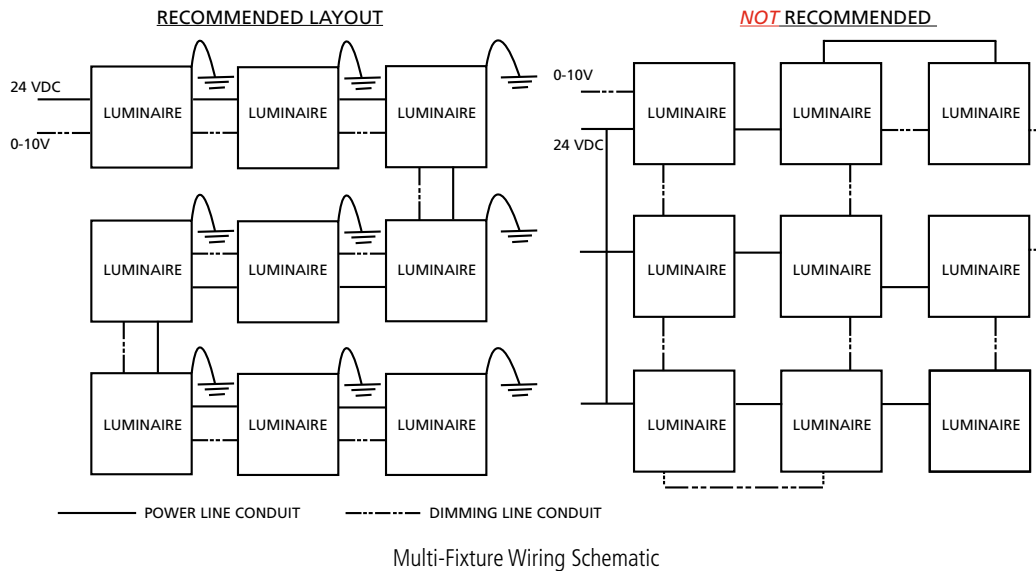 RECOMMENDED LAYOUT
24 VDC
0-10V
LUMINAIRE
LUMINAIRE
LUMINAIRE
LUMINAIRE
LUMINAIRE
LUMINAIRE
LUMINAIRE
LUMINAIRE
LUMINAIRE
NOT RECOMMENDED
0-10V
24 VDC
LUMINAIRE
LUMINAIRE
LUMINAIRE
LUMINAIRE
LUMINAIRE
LUMINAIRE
LUMINAIRE
LUMINAIRE
LUMINAIRE
POWER LINE CONDUIT
DIMMING LINE CONDUIT
Multi-Fixture Wiring Schematic